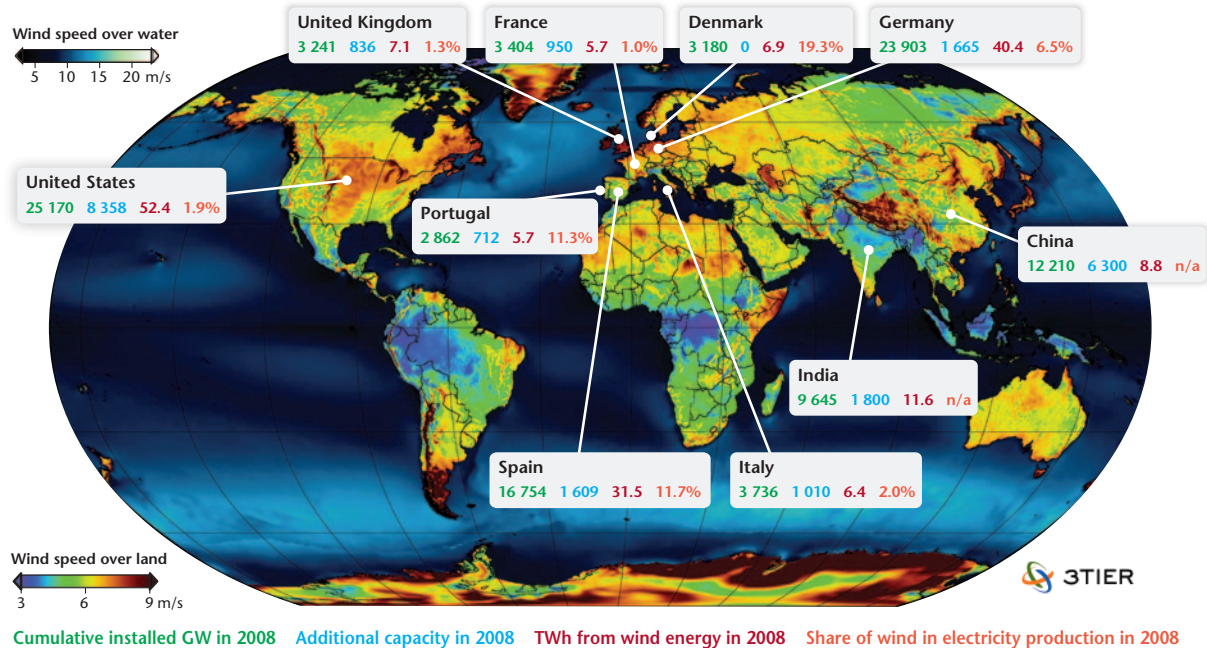 Wind speed over water
5 10 15 20 m/s
United Kingdom
3 241 836 7.1 1.3%
France
3 404 950 5.7 1.0%
Denmark
3 180 0 6.9 19.3%
Germany
23 903 1 665 40.4 6.5%
United States
25 170 8 358 52.4 1.9%
Portugal
2 862 712 5.7 11.3%
China
12 210 6 300 8.8 n/a
India
9 645 1 800 11.6 n/a
Spain
16 754 1 609 31.5 11.7%
Italy
3 736 1 010 6.4 2.0%
Wind speed over land
3 6 9 m/s
3TIER
Cumulative installed GW in 2008 Additional capacity in 2008 TWh from wind energy in 2008 Share of wind in electricity production in 2008